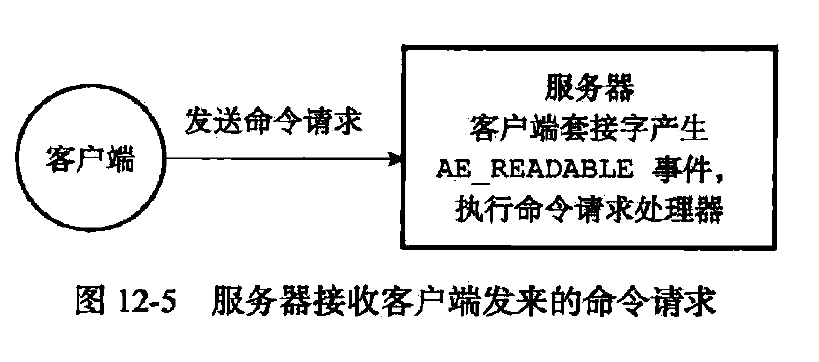 客户端
发送命令请求
服务器
客户端套接字产生
AE_READABLE 事件，
执行命令请求处理器
图 12-5 服务器接收客户端发来的命令请求